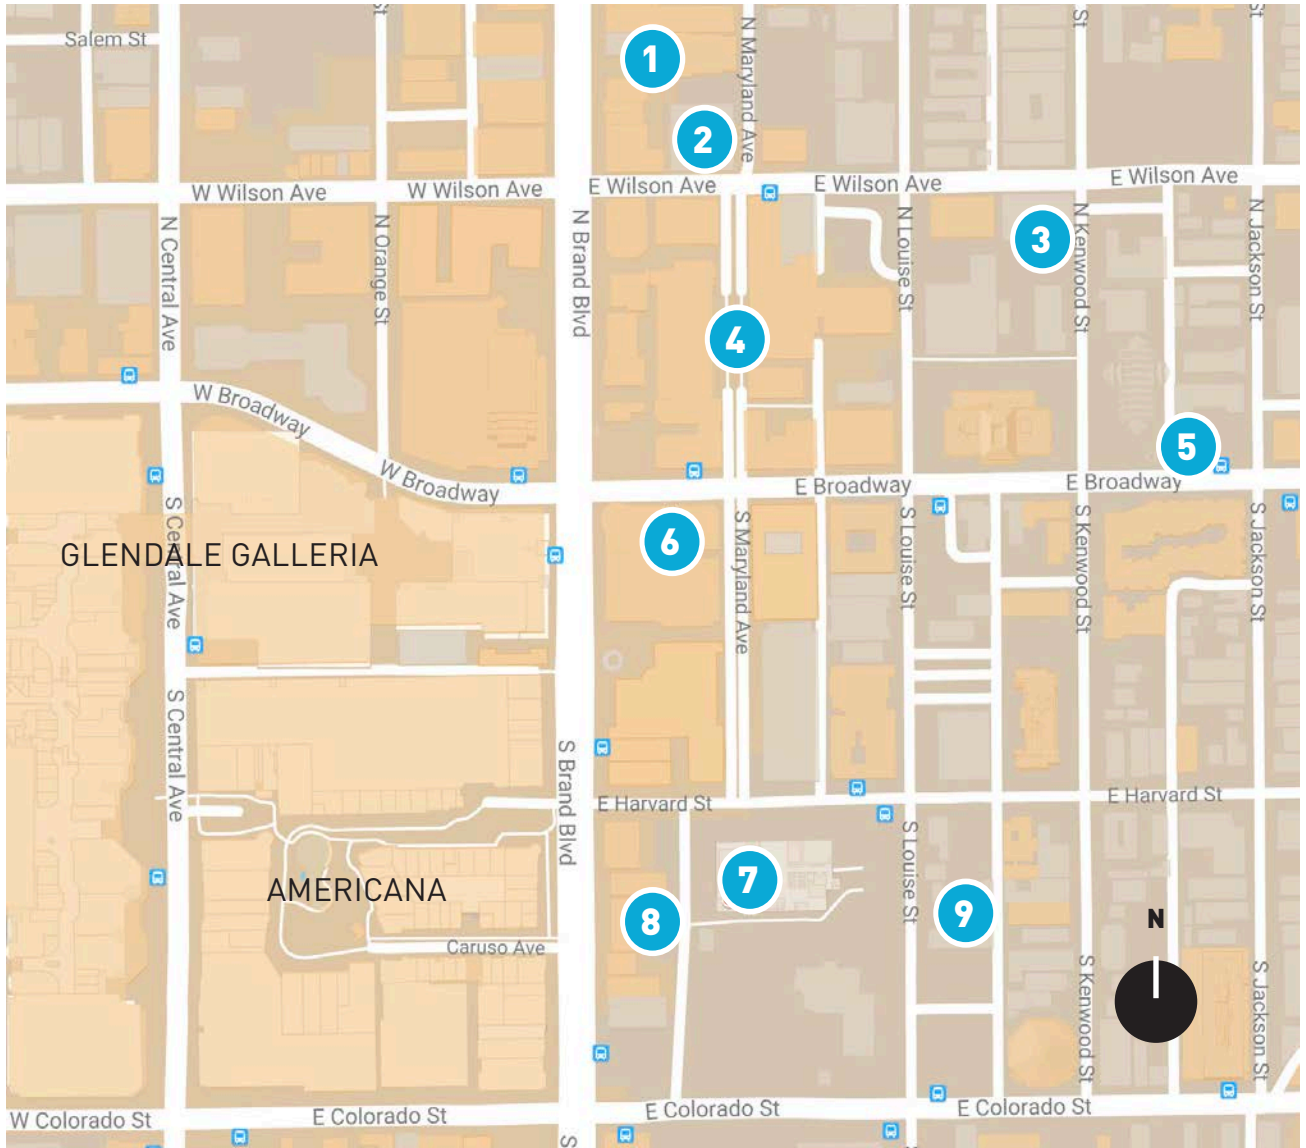 St
St
St
Salem St
1
N Maryland Ave
2
W Wilson Ave
W Wilson Ave
E Wilson Ave
E Wilson Ave
E Wilson Ave
N Central Ave
N Orange St
N Brand Blvd
N Louise St
3
N Kenwood St
N Jackson St
4
W Broadway
W Broadway
E Broadway
E Broadway
5
S Central Ave
GLENDALE GALLERIA
6
S Maryland Ave
S Louise St
S Kenwood St
S Jackson St
S Central Ave
S Brand Blvd
E Harvard St
E Harvard St
AMERICANA
7
S Louise St
8
9
Caruso Ave
N
S Kenwood St
S Jackson St
W Colorado St
E Colorado St
E Colorado St
E Colorado St
S